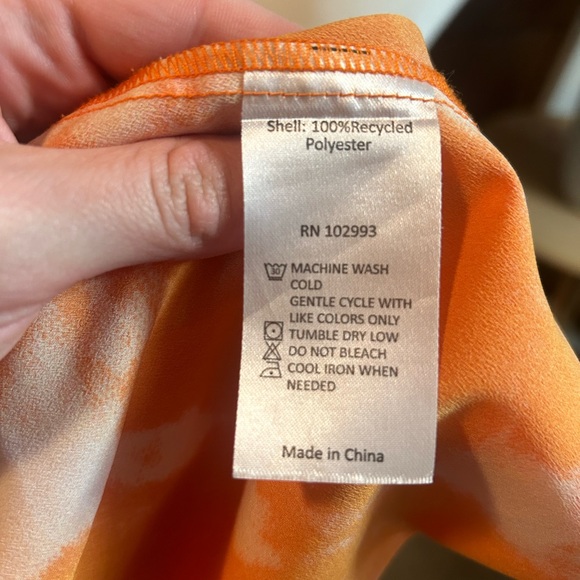 Shell: 100%Recycled
Polyester
RN 102993
MACHINE WASH
COLD
GENTLE CYCLE WITH
LIKE COLORS ONLY
TUMBLE DRY LOW
DO NOT BLEACH
COOL IRON WHEN
NEEDED
Made in China